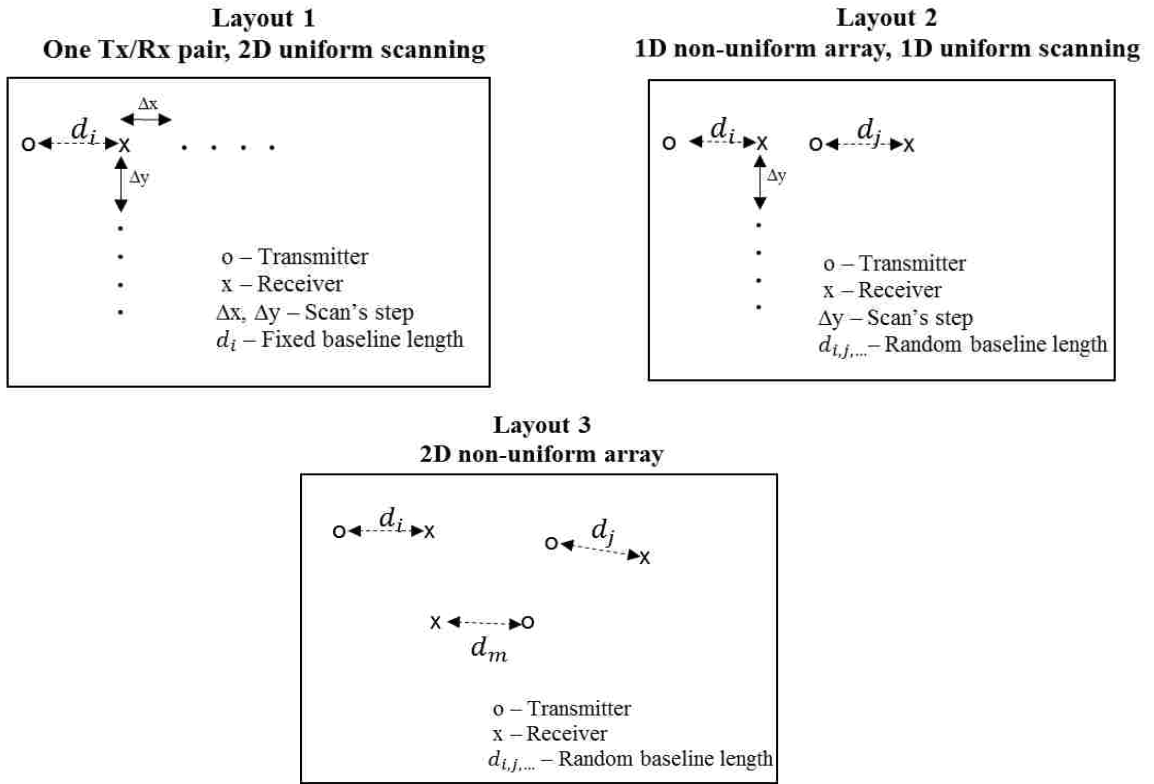 Layout 1
One Tx/Rx pair, 2D uniform scanning
Δx
d_i
o x
Δy
o – Transmitter
x – Receiver
Δx, Δy – Scan's step
d_i – Fixed baseline length
Layout 2
1D non-uniform array, 1D uniform scanning
d_i d_j
o x o x
Δy
o – Transmitter
x – Receiver
Δy – Scan's step
d_{i,j,...} – Random baseline length
Layout 3
2D non-uniform array
d_i d_j
o x o x
x o
d_m
o – Transmitter
x – Receiver
d_{i,j,...} – Random baseline length